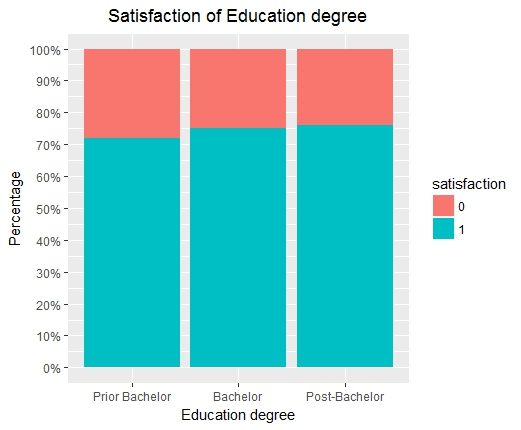 Satisfaction of Education degree
100%
90%
80%
70%
60%
50%
40%
30%
20%
10%
0%
Percentage
Prior Bachelor
Bachelor
Post-Bachelor
Education degree
satisfaction
0
1